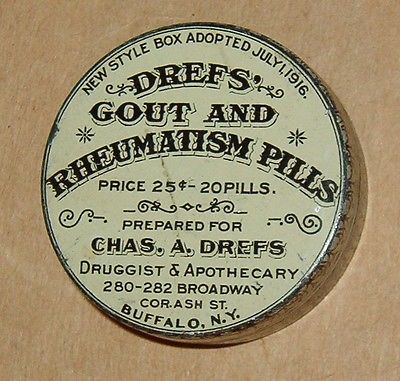 NEW STYLE BOX ADOPTED JULY 1, 1916.
DREFS'
GOUT AND
RHEUMATISM PILLS
PRICE 25¢-20 PILLS.
PREPARED FOR
CHAS. A. DREFS
DRUGGIST & APOTHECARY
280-282 BROADWAY
COR. ASH ST.
BUFFALO, N.Y.